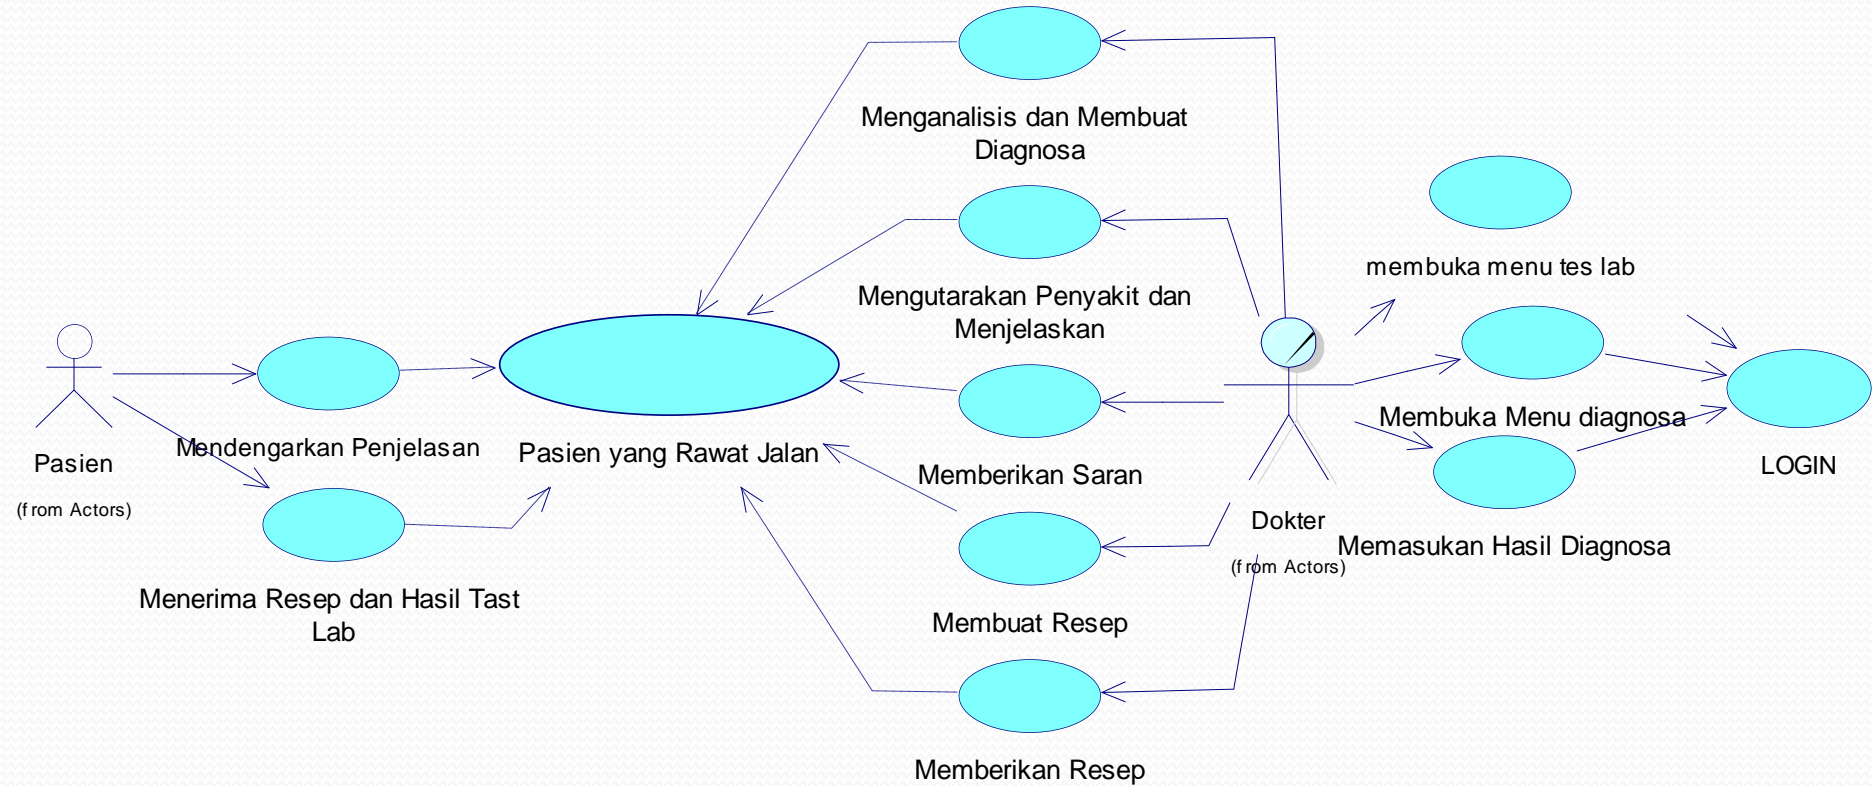 Menganalisis dan Membuat
Diagnosa
membuka menu tes lab
Mengutarakan Penyakit dan
Menjelaskan
Membuka Menu diagnosa
Mendengarkan Penjelasan
Pasien yang Rawat Jalan
Pasien
(from Actors)
Memberikan Saran
LOGIN
Dokter
(from Actors)
Memasukan Hasil Diagnosa
Menerima Resep dan Hasil Tast
Lab
Membuat Resep
Memberikan Resep